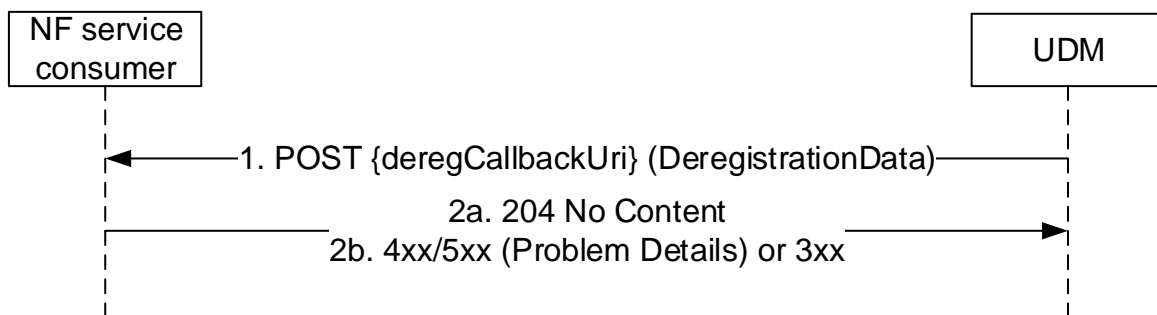 NF service
consumer
UDM
1. POST {deregCallbackUri} (DeregistrationData)
2a. 204 No Content
2b. 4xx/5xx (Problem Details) or 3xx